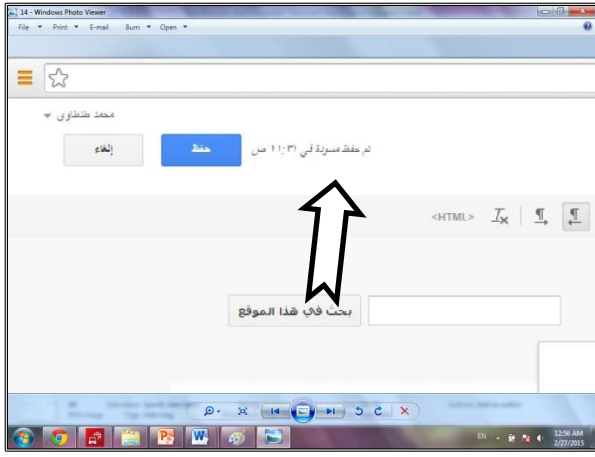 14 - Windows Photo Viewer
File Print E-mail Burn Open
محمد طنطاوى
تم حفظ مسودة في ١١:٣١ ص
حفظ
إلغاء
<HTML>
بحث في هذا الموقع
EN
12:56 AM
2/27/2015